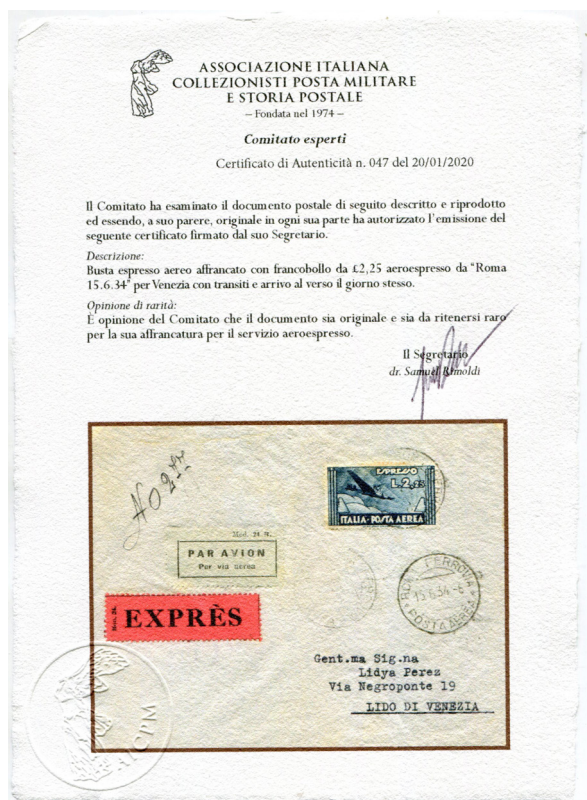 ASSOCIAZIONE ITALIANA
COLLEZIONISTI POSTA MILITARE
E STORIA POSTALE
– Fondata nel 1974 –
Comitato esperti
Certificato di Autenticità n. 047 del 20/01/2020
Il Comitato ha esaminato il documento postale di seguito descritto e riprodotto
ed essendo, a suo parere, originale in ogni sua parte ha autorizzato l'emissione del
seguente certificato firmato dal suo Segretario.
Descrizione:
Busta espresso aereo affrancato con francobollo da £2,25 aeroespresso da "Roma
15.6.34" per Venezia con transiti e arrivo al verso il giorno stesso.
Opinione di rarità:
È opinione del Comitato che il documento sia originale e sia da ritenersi raro
per la sua affrancatura per il servizio aeroespresso.
Il Segretario
dr. Samuel Rimoldi
ESPRESSO
L.2,25
ITALIA-POSTA AEREA
Mod. 24 R.
PAR AVION
Per via aerea
FERROVIA
15.6.34-6
POSTA AEREA
Mod. 24.
EXPRÈS
Gent.ma Sig.na
Lidya Perez
Via Negroponte 19
LIDO DI VENEZIA
AICPM